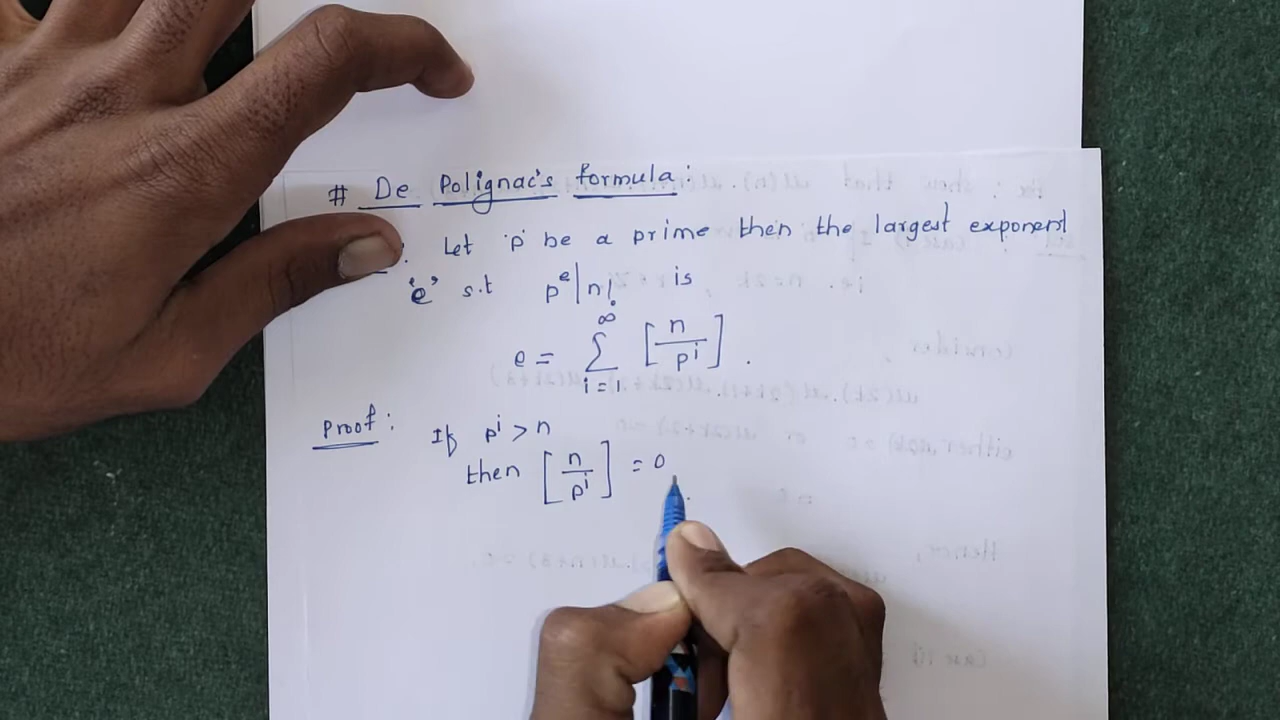 # De Polignac's formula:
: Let 'p' be a prime then the largest exponent
'e' s.t p^e | n! is
e = ∞ Σ i=1 [n/p^i] .
Proof : If p^i > n
then [n/p^i] = 0